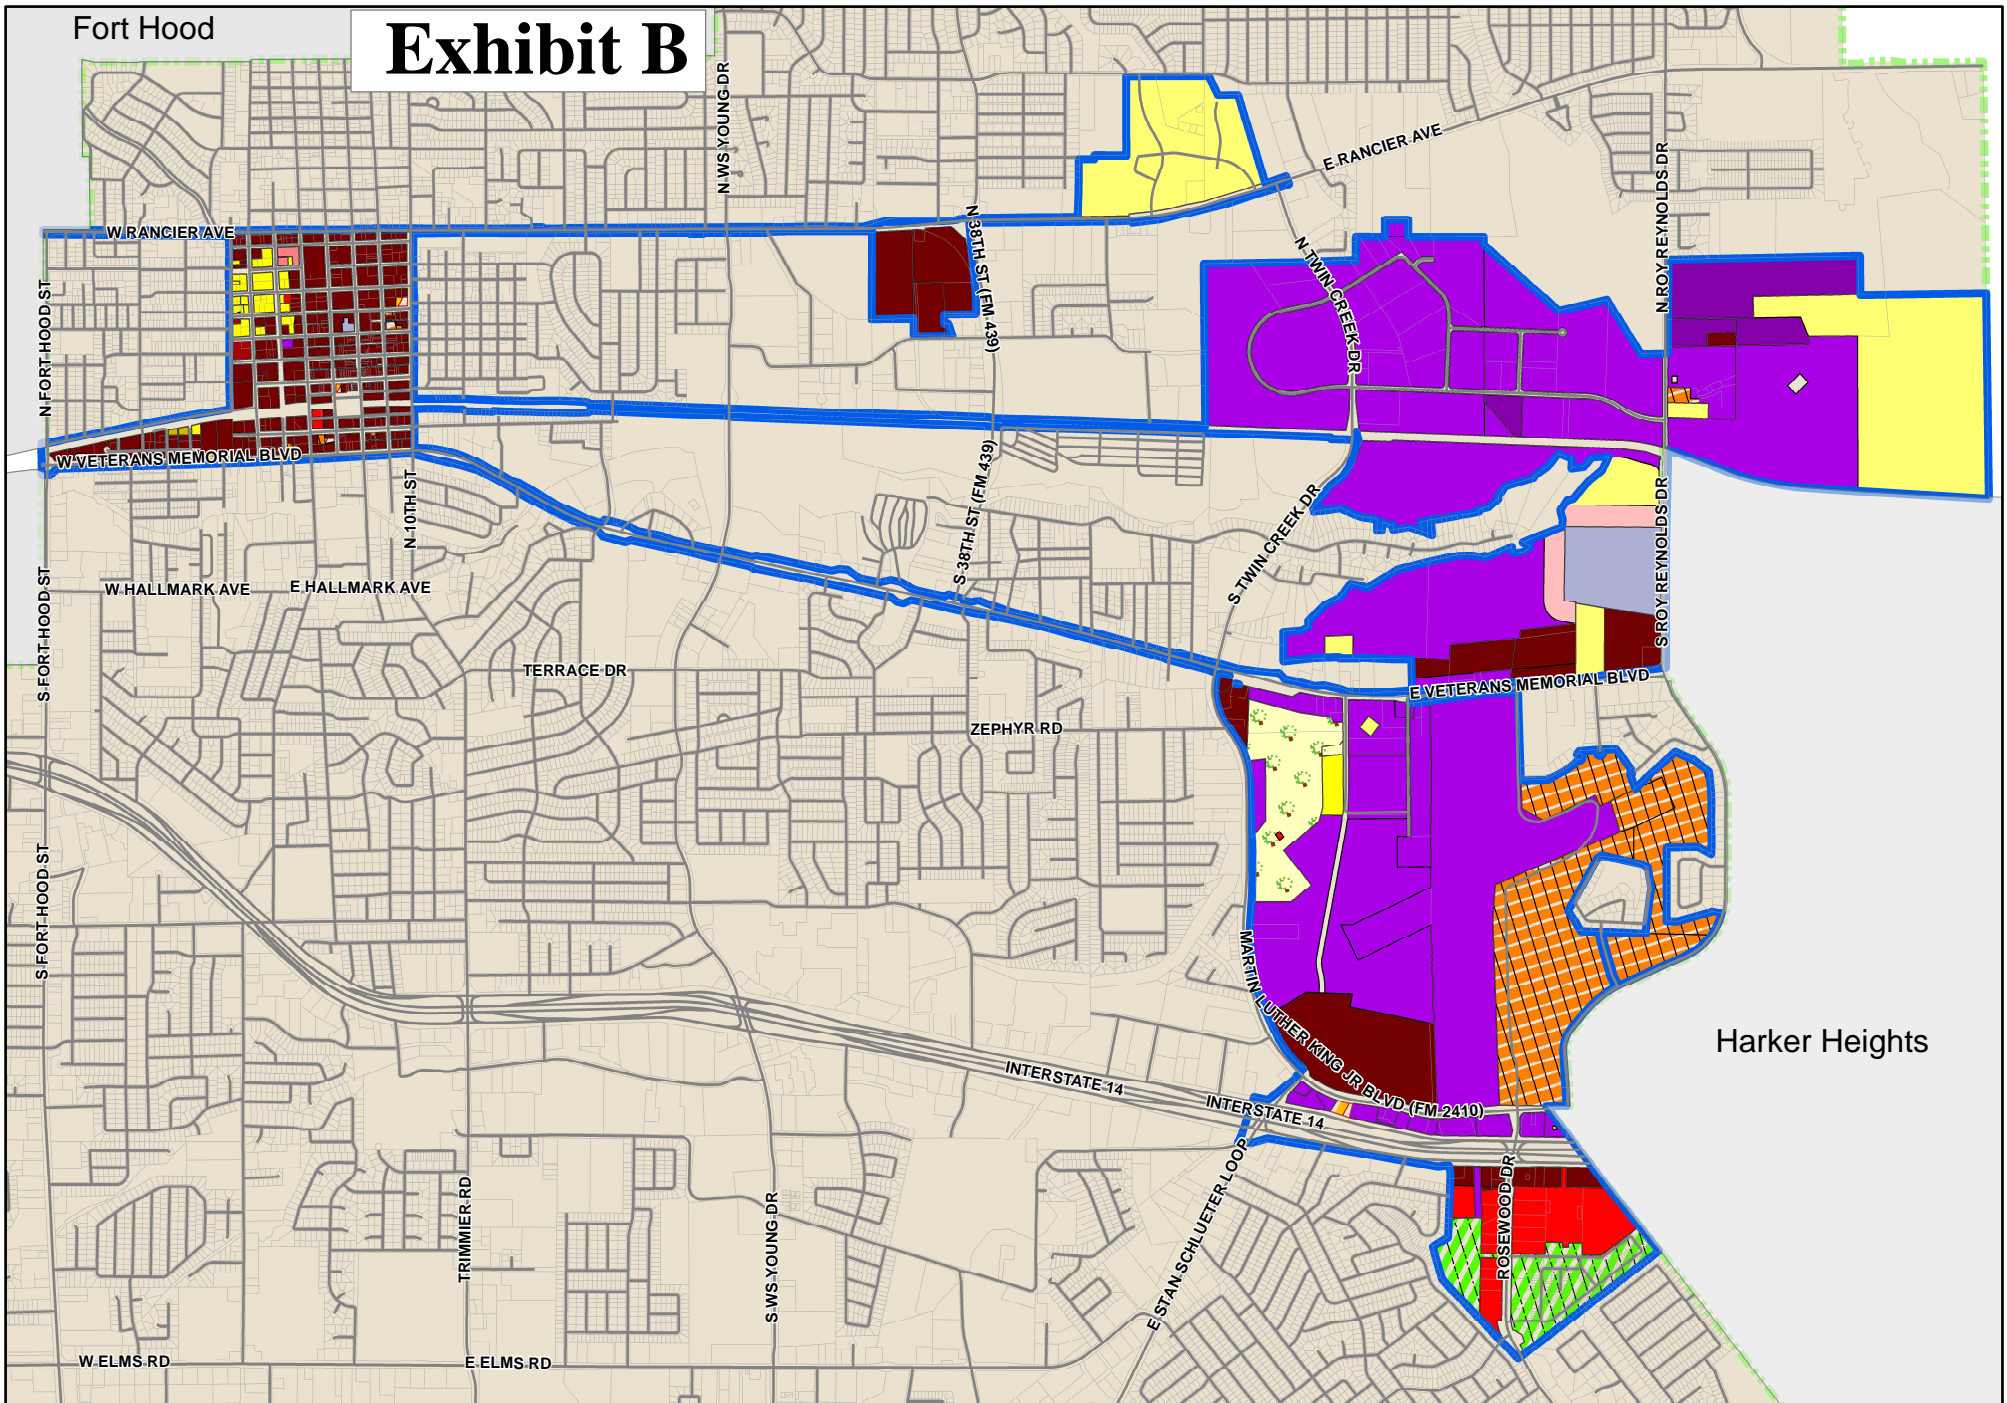 Fort Hood
Exhibit B
N WS YOUNG DR
E RANCIER AVE
N ROY REYNOLDS DR
W RANCIER AVE
N 38TH ST (FM 439)
N TWIN CREEK DR
N FORT HOOD ST
W VETERANS MEMORIAL BLVD
N 10TH ST
S 38TH ST (FM 439)
S TWIN CREEK DR
S ROY REYNOLDS DR
W HALLMARK AVE
E HALLMARK AVE
S FORT HOOD ST
TERRACE DR
E VETERANS MEMORIAL BLVD
ZEPHYR RD
S FORT HOOD ST
MARTIN LUTHER KING JR BLVD (FM 2410)
Harker Heights
INTERSTATE 14
INTERSTATE 14
E STAN SCHLUETER LOOP
ROSEWOOD DR
TRIMMIER RD
S WS YOUNG DR
W ELMS RD
E ELMS RD